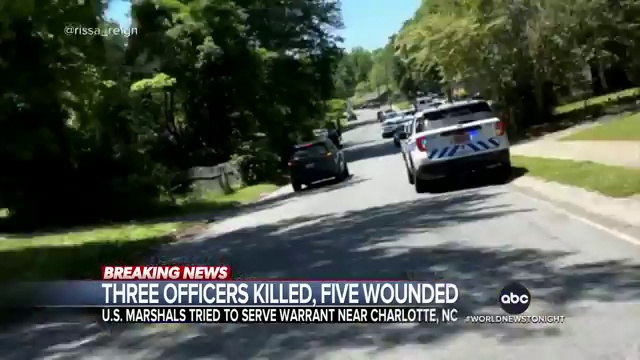 @rissa_reign
BREAKING NEWS
THREE OFFICERS KILLED, FIVE WOUNDED
U.S. MARSHALS TRIED TO SERVE WARRANT NEAR CHARLOTTE, NC
abc
#WORLDNEWSTONIGHT